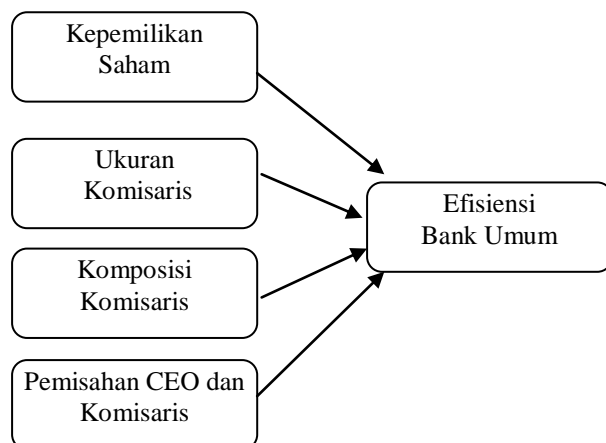 Kepemilikan
Saham
Ukuran
Komisaris
Efisiensi
Bank Umum
Komposisi
Komisaris
Pemisahan CEO dan
Komisaris